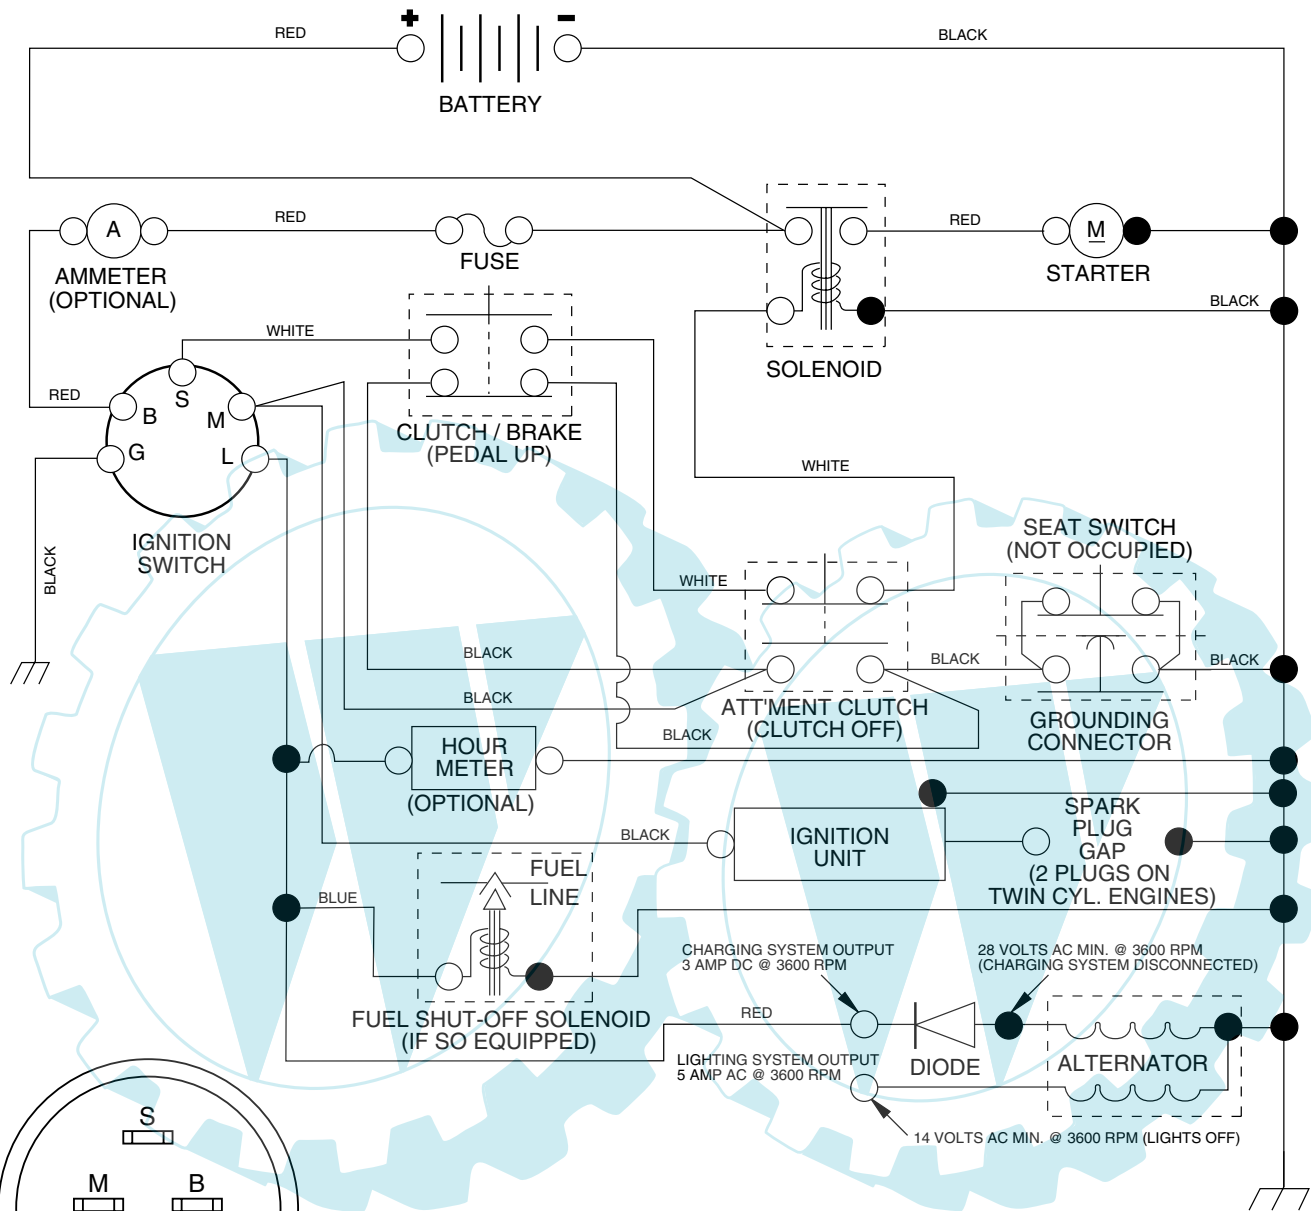 +
-
RED
BLACK
BATTERY
A
RED
RED
M
AMMETER
(OPTIONAL)
FUSE
STARTER
BLACK
WHITE
SOLENOID
RED
S
B
M
G
L
CLUTCH / BRAKE
(PEDAL UP)
WHITE
IGNITION
SWITCH
BLACK
SEAT SWITCH
(NOT OCCUPIED)
WHITE
BLACK
BLACK
BLACK
BLACK
ATT'MENT CLUTCH
(CLUTCH OFF)
GROUNDING
CONNECTOR
BLACK
HOUR
METER
(OPTIONAL)
BLACK
IGNITION
UNIT
SPARK
PLUG
GAP
(2 PLUGS ON
TWIN CYL. ENGINES)
FUEL
LINE
BLUE
CHARGING SYSTEM OUTPUT
3 AMP DC @ 3600 RPM
28 VOLTS AC MIN. @ 3600 RPM
(CHARGING SYSTEM DISCONNECTED)
FUEL SHUT-OFF SOLENOID
(IF SO EQUIPPED)
RED
LIGHTING SYSTEM OUTPUT
5 AMP AC @ 3600 RPM
DIODE
ALTERNATOR
14 VOLTS AC MIN. @ 3600 RPM (LIGHTS OFF)
S
M
B